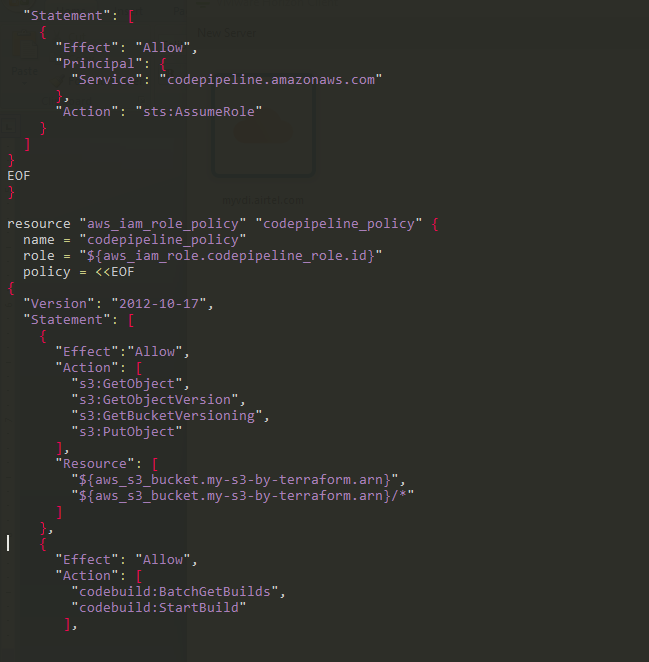 "Statement": [
{
"Effect": "Allow",
"Principal": {
"Service": "codepipeline.amazonaws.com"
},
"Action": "sts:AssumeRole"
}
]
}
EOF
}
resource "aws_iam_role_policy" "codepipeline_policy" {
name = "codepipeline_policy"
role = "${aws_iam_role.codepipeline_role.id}"
policy = <<EOF
{
"Version": "2012-10-17",
"Statement": [
{
"Effect":"Allow",
"Action": [
"s3:GetObject",
"s3:GetObjectVersion",
"s3:GetBucketVersioning",
"s3:PutObject"
],
"Resource": [
"${aws_s3_bucket.my-s3-by-terraform.arn}",
"${aws_s3_bucket.my-s3-by-terraform.arn}/*"
]
},
{
"Effect": "Allow",
"Action": [
"codebuild:BatchGetBuilds",
"codebuild:StartBuild"
],